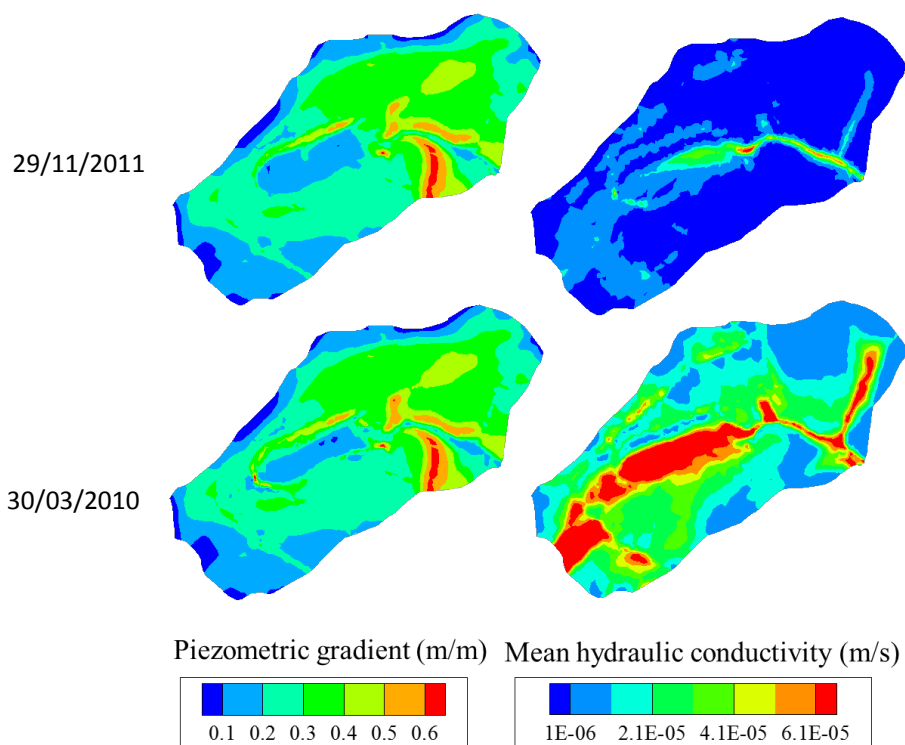 29/11/2011
30/03/2010
Piezometric gradient (m/m)
0.1 0.2 0.3 0.4 0.5 0.6
Mean hydraulic conductivity (m/s)
1E-06 2.1E-05 4.1E-05 6.1E-05